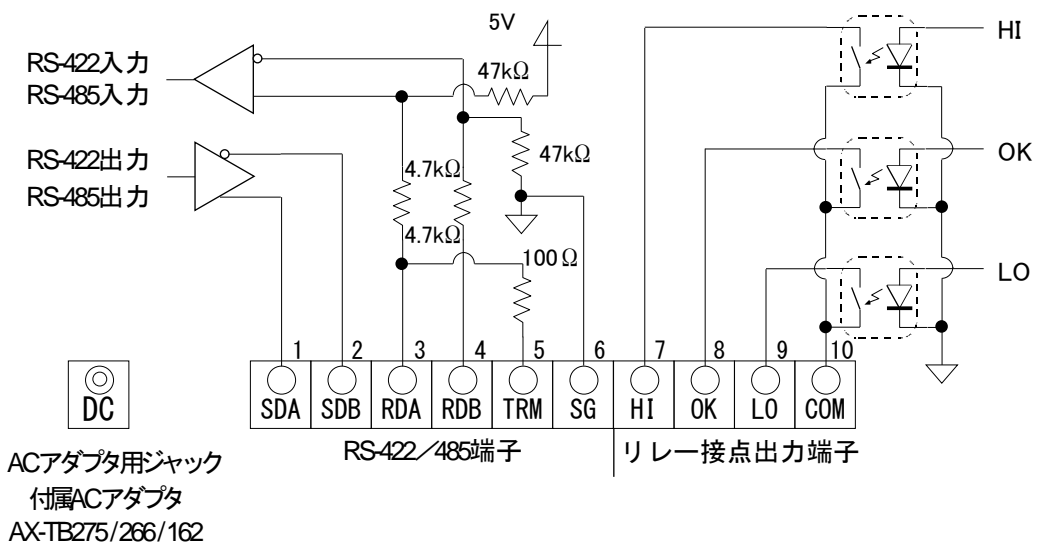 5V
HI
RS-422入力
RS-485入力
47kΩ
RS-422出力
RS-485出力
4.7kΩ
47kΩ
OK
4.7kΩ
100Ω
LO
1 2 3 4 5 6 7 8 9 10
DC SDA SDB RDA RDB TRM SG HI OK LO COM
RS-422／485端子
リレー接点出力端子
ACアダプタ用ジャック
付属ACアダプタ
AX-TB275/266/162